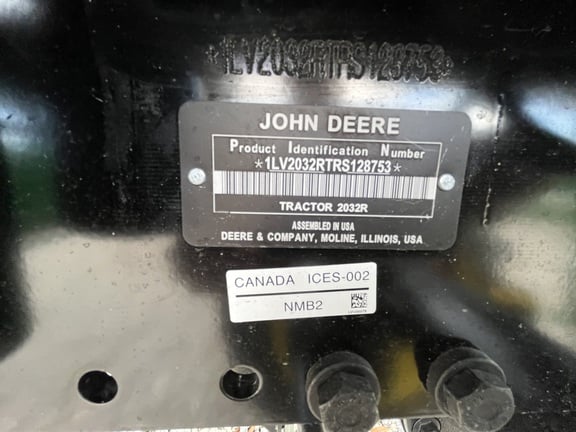 *1LV2032RTRS128753*
JOHN DEERE
Product Identification Number
*1LV2032RTRS128753*
TRACTOR 2032R
ASSEMBLED IN USA
DEERE & COMPANY, MOLINE, ILLINOIS, USA
CANADA ICES-002
NMB2